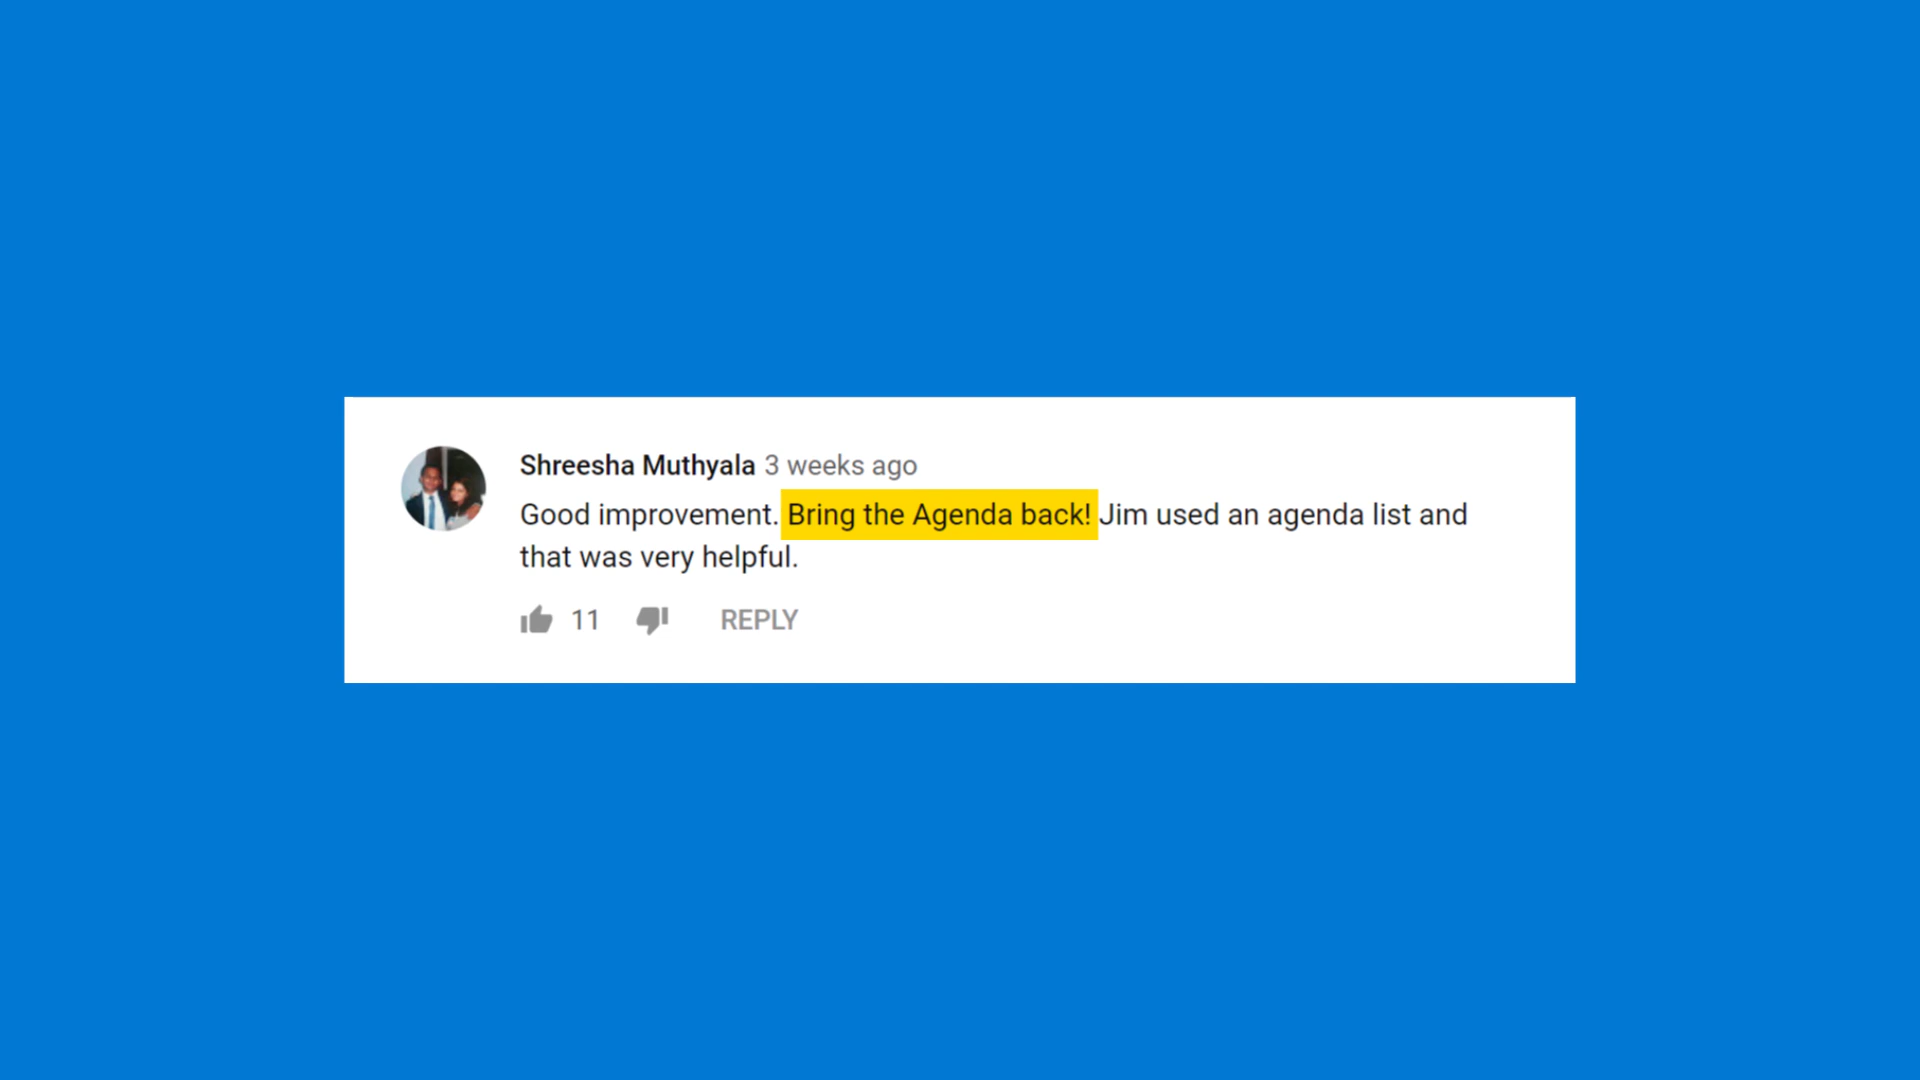 Shreesha Muthyala 3 weeks ago
Good improvement. Bring the Agenda back! Jim used an agenda list and
that was very helpful.
11 REPLY